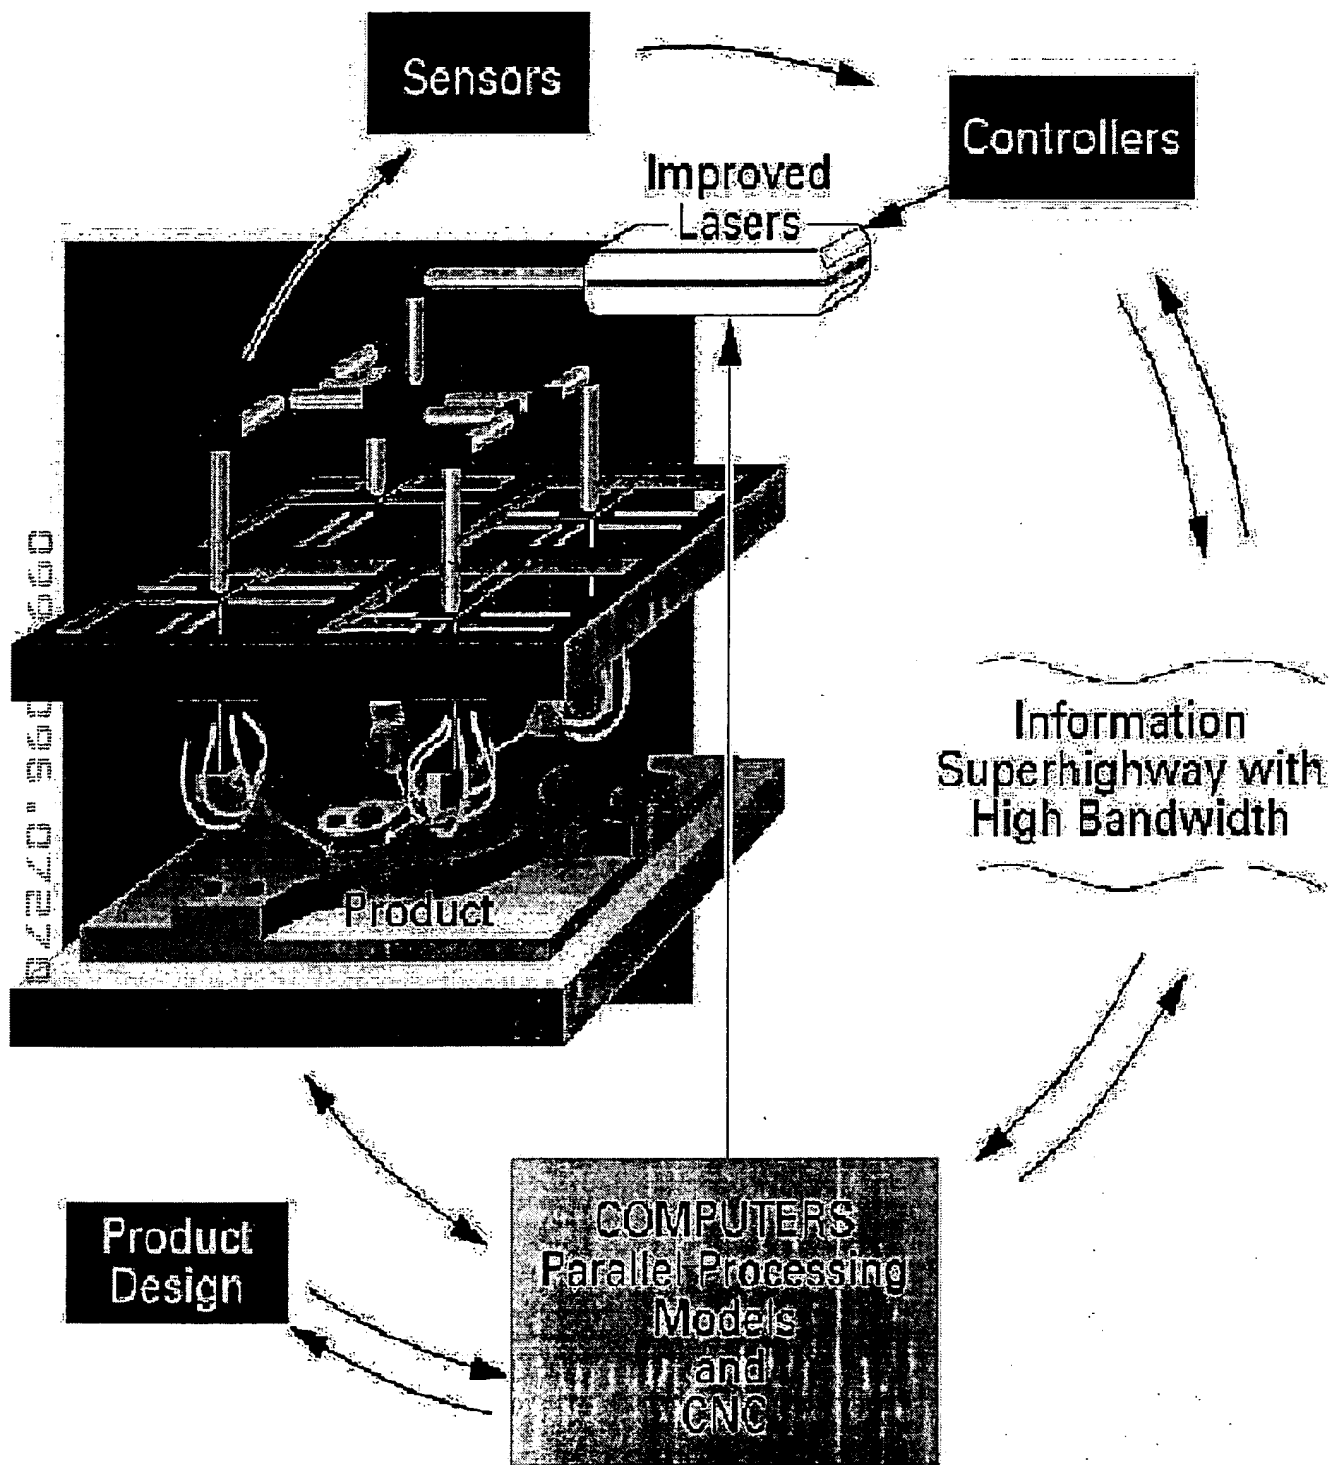 Sensors
Controllers
Improved
Lasers
Information
Superhighway with
High Bandwidth
Product
Product
Design
COMPUTERS
Parallel Processing
Models
and
CNC